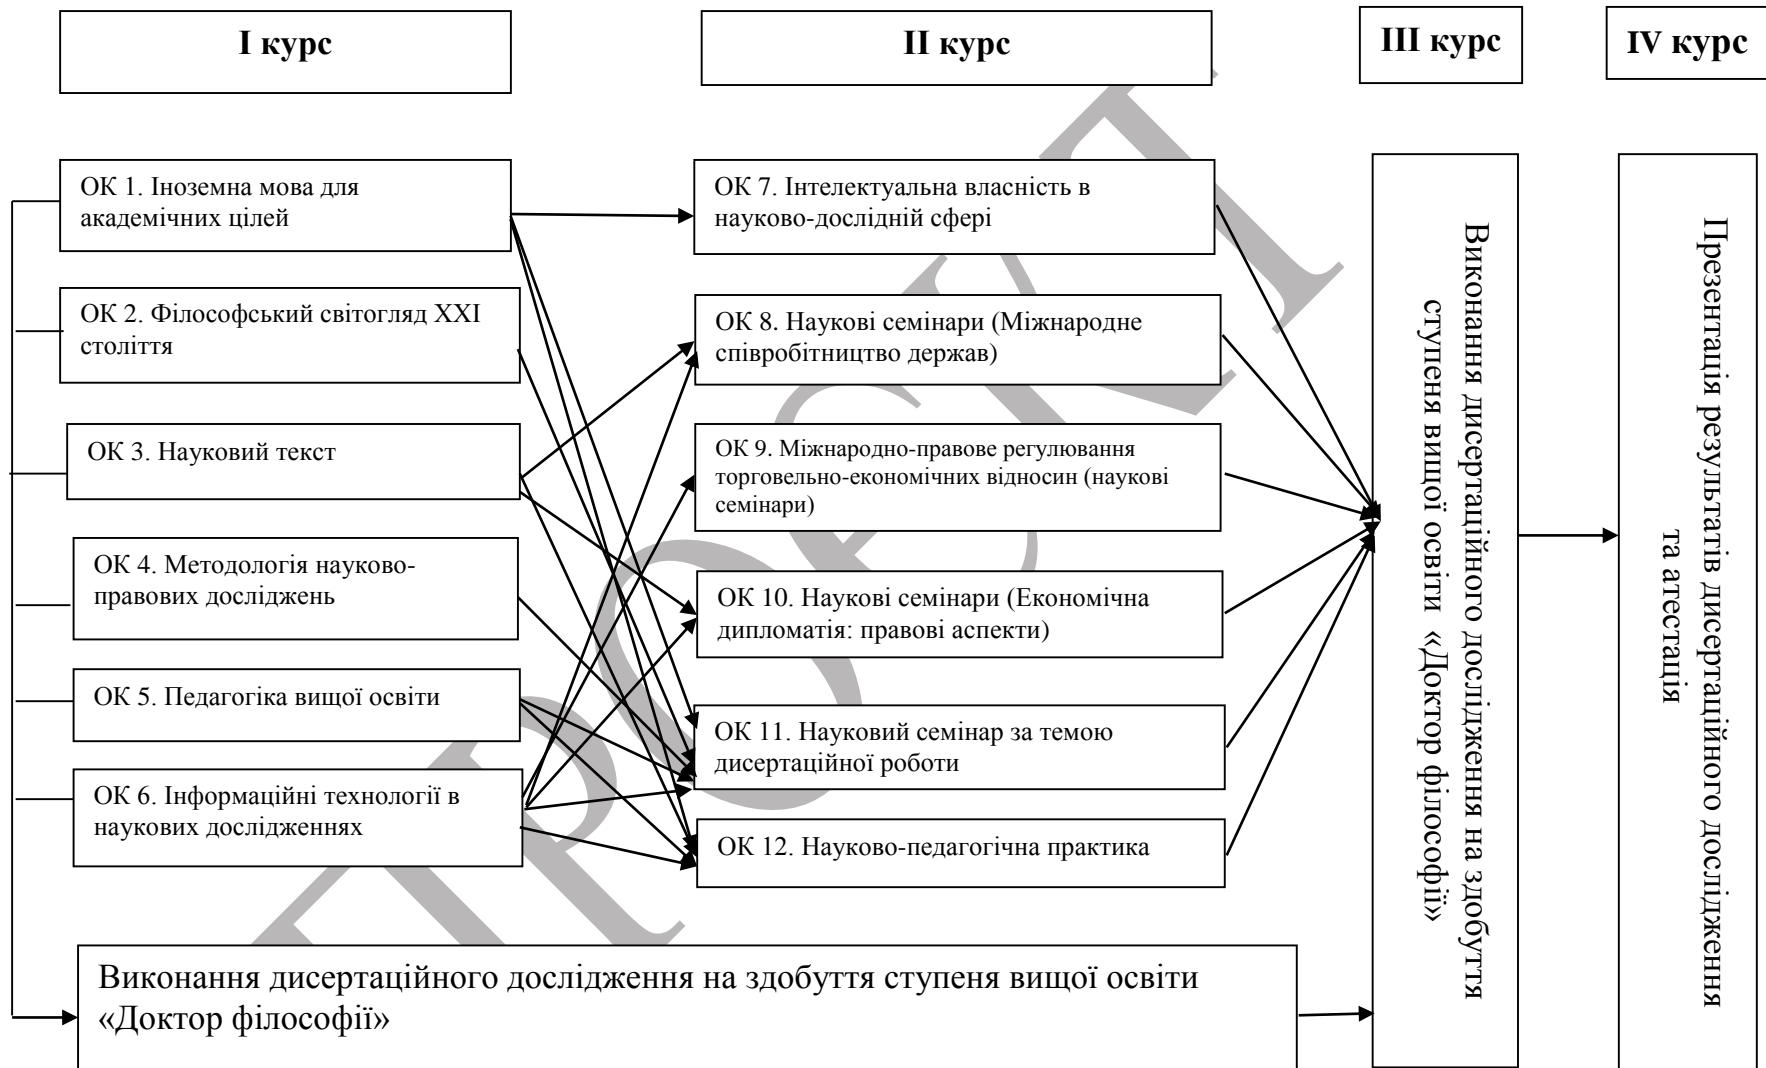 І курс
ІІ курс
ІІІ курс
ІV курс
ОК 1. Іноземна мова для
академічних цілей
ОК 2. Філософський світогляд ХХІ
століття
ОК 3. Науковий текст
ОК 4. Методологія науково-
правових досліджень
ОК 5. Педагогіка вищої освіти
ОК 6. Інформаційні технології в
наукових дослідженнях
ОК 7. Інтелектуальна власність в
науково-дослідній сфері
ОК 8. Наукові семінари (Міжнародне
співробітництво держав)
ОК 9. Міжнародно-правове регулювання
торговельно-економічних відносин (наукові
семінари)
ОК 10. Наукові семінари (Економічна
дипломатія: правові аспекти)
ОК 11. Науковий семінар за темою
дисертаційної роботи
ОК 12. Науково-педагогічна практика
Виконання дисертаційного дослідження на здобуття ступеня вищої освіти
«Доктор філософії»
Виконання дисертаційного дослідження на здобуття
ступеня вищої освіти «Доктор філософії»
Презентація результатів дисертаційного дослідження
та атестація
ПРОЄКТ